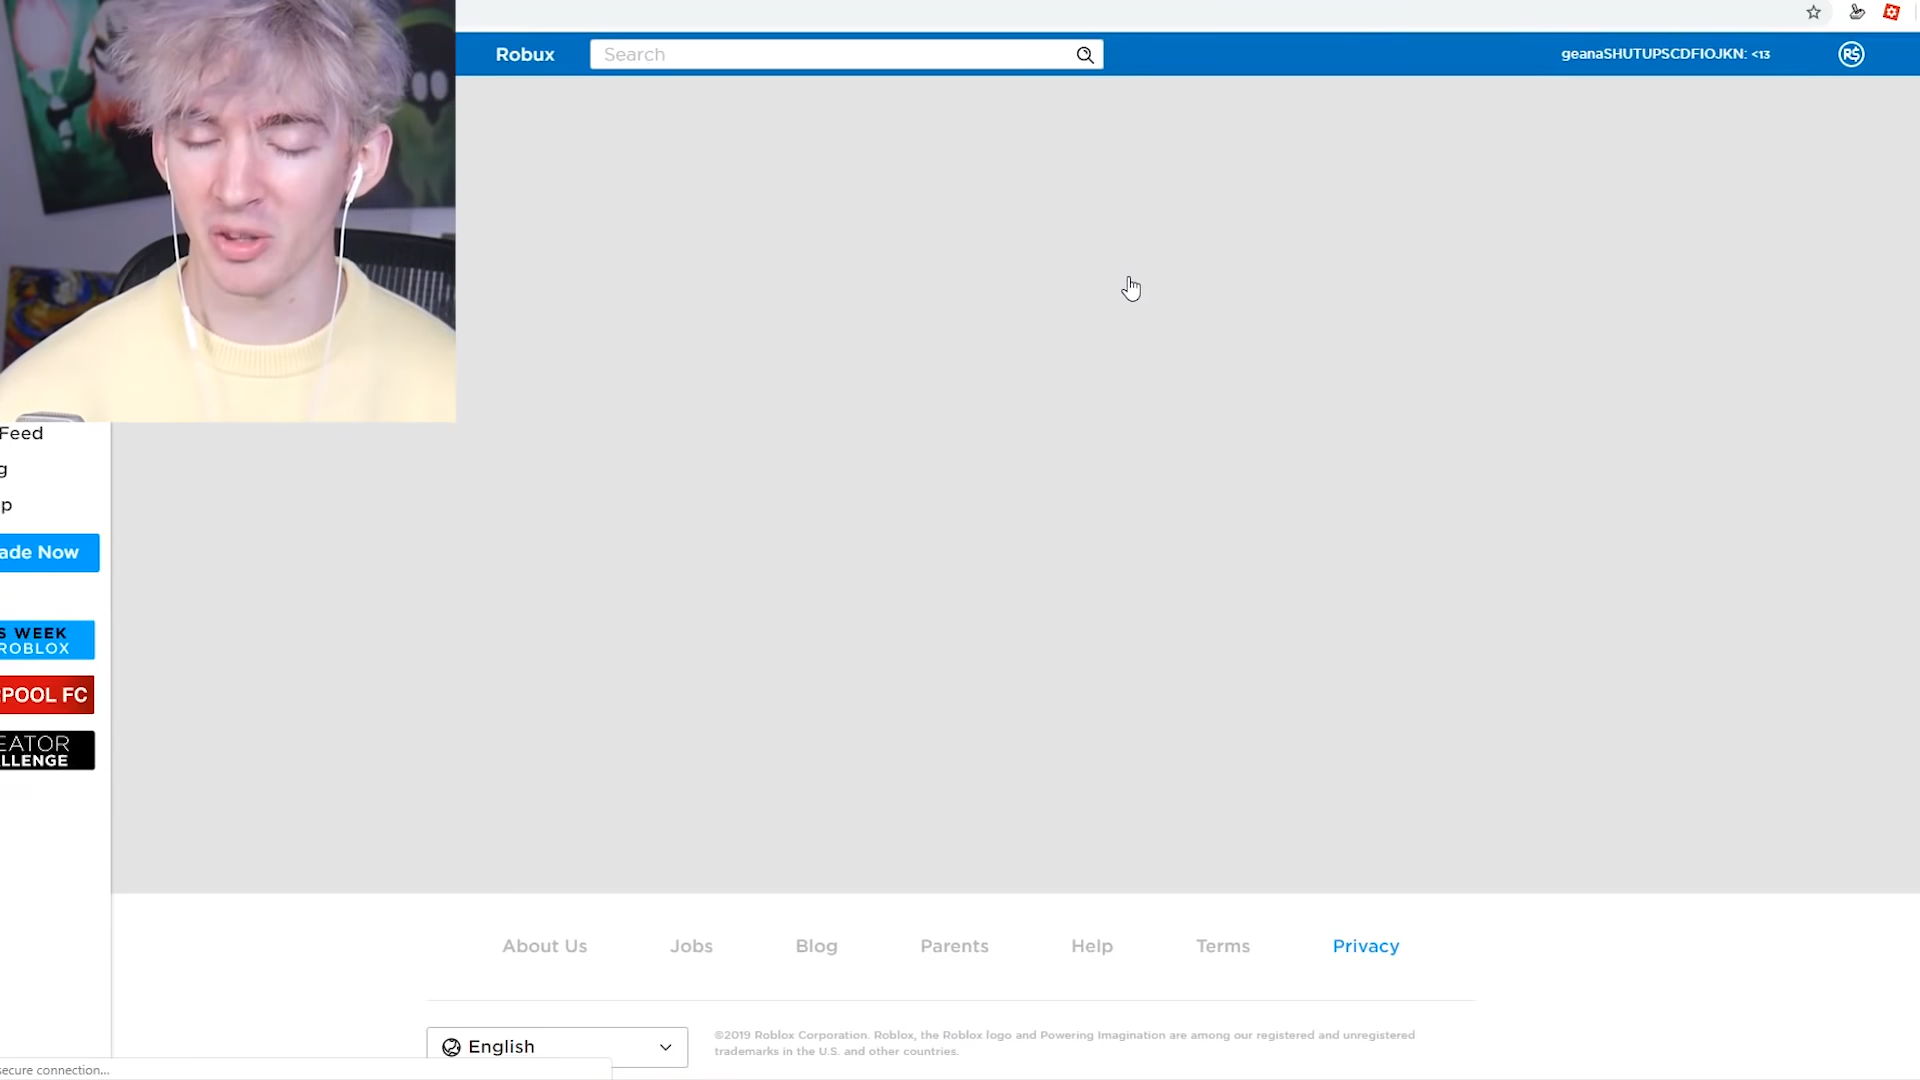 Robux
Search
geanaSHUTUPSCDFIOJKN: <13
R$
Feed
g
p
ade Now
S WEEK
ROBLOX
RPOOL FC
EATOR
LLENGE
About Us
Jobs
Blog
Parents
Help
Terms
Privacy
English
©2019 Roblox Corporation. Roblox, the Roblox logo and Powering Imagination are among our registered and unregistered
trademarks in the U.S. and other countries.
secure connection...